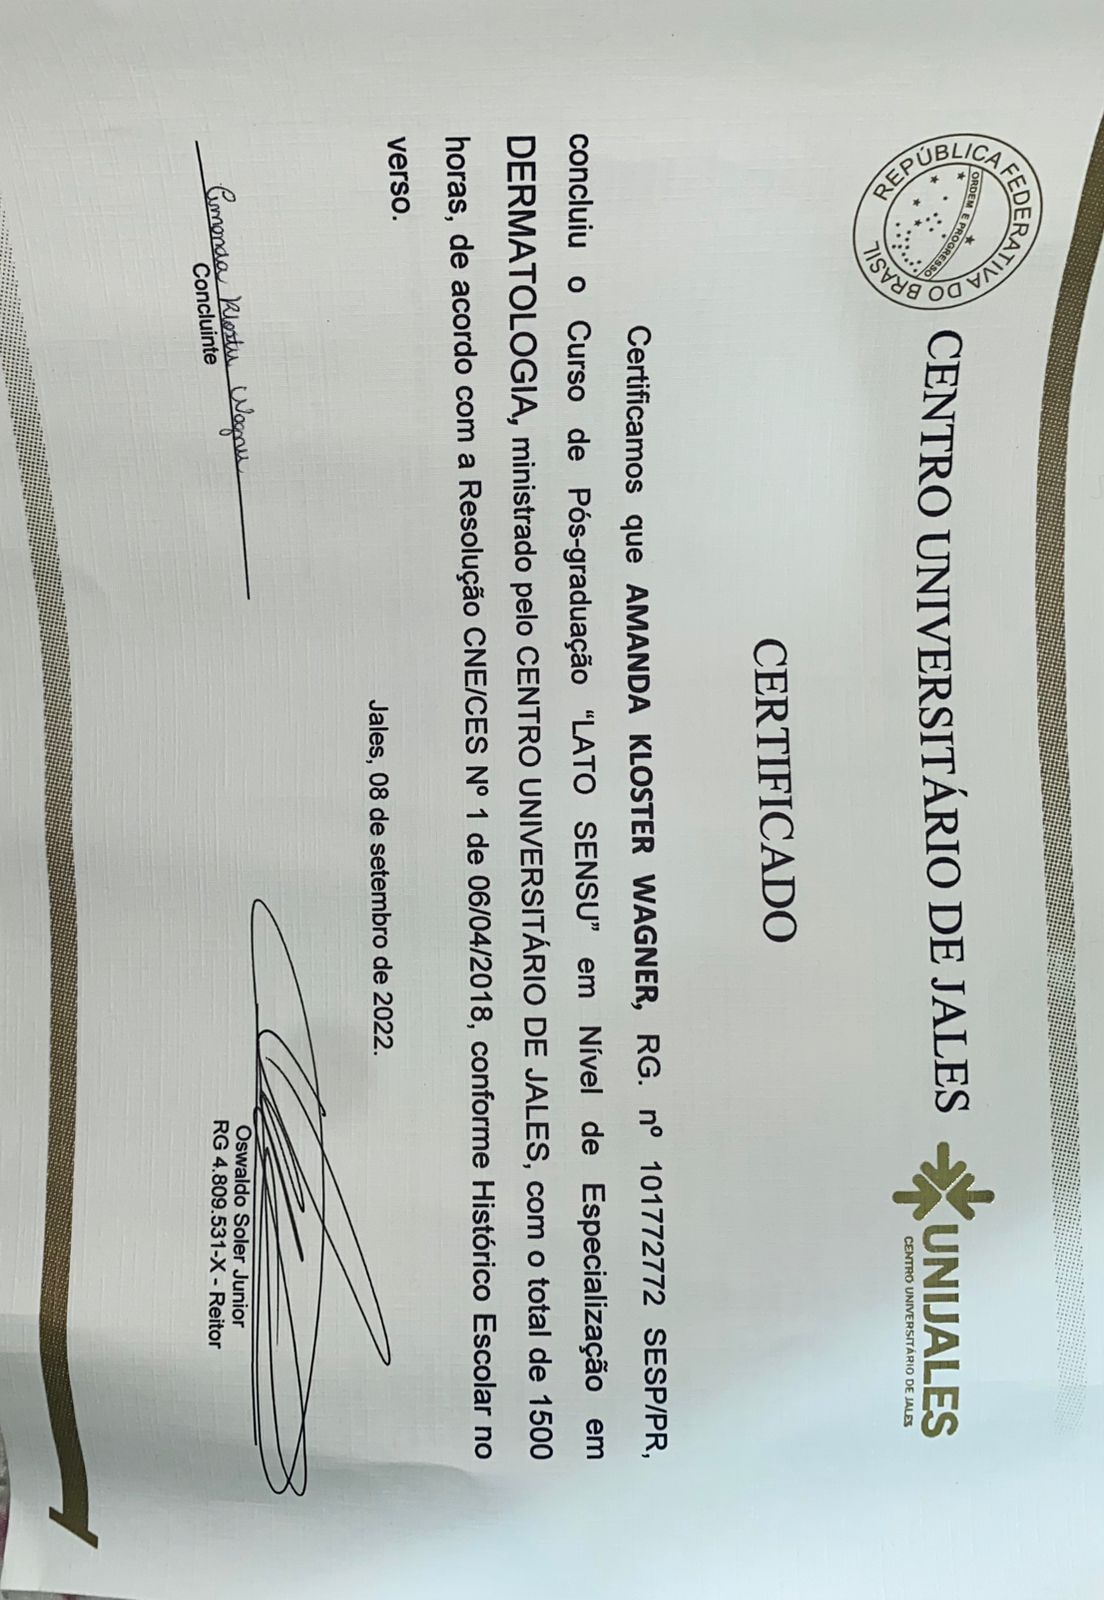 REPÚBLICA FEDERATIVA DO BRASIL
ORDEM E PROGRESSO
CENTRO UNIVERSITÁRIO DE JALES
UNIJALES
CENTRO UNIVERSITÁRIO DE JALES
CERTIFICADO
Certificamos que AMANDA KLOSTER WAGNER, RG. nº 101772772 SESP/PR,
concluiu o Curso de Pós-graduação “LATO SENSU” em Nível de Especialização em
DERMATOLOGIA, ministrado pelo CENTRO UNIVERSITÁRIO DE JALES, com o total de 1500
horas, de acordo com a Resolução CNE/CES Nº 1 de 06/04/2018, conforme Histórico Escolar no
verso.
Jales, 08 de setembro de 2022.
Amanda Kloster Wagner
Concluinte
Oswaldo Soler Junior
RG 4.809.531-X - Reitor